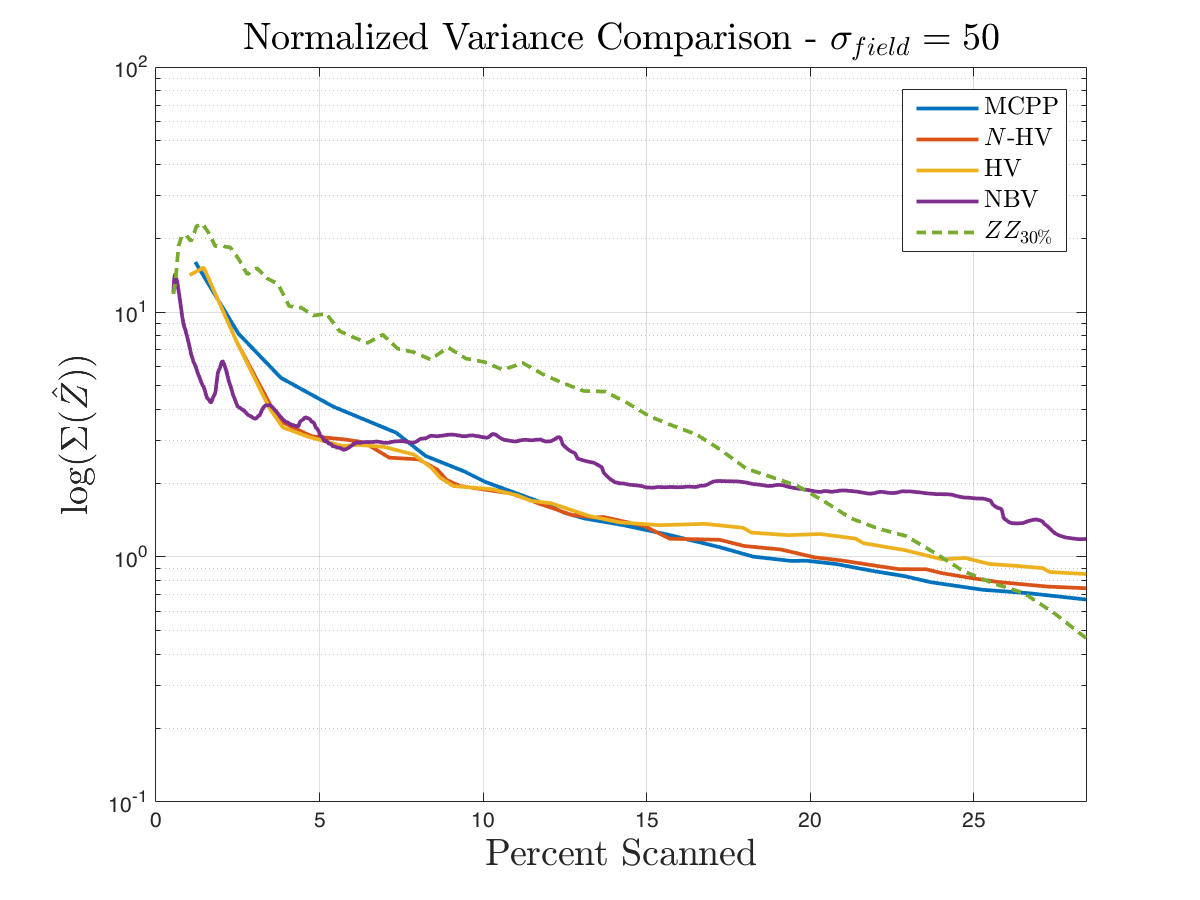 Normalized Variance Comparison - σ_field = 50
10^2
10^1
10^0
10^-1
log(Σ(Ẑ))
MCPP
N-HV
HV
NBV
ZZ_30%
0 5 10 15 20 25
Percent Scanned